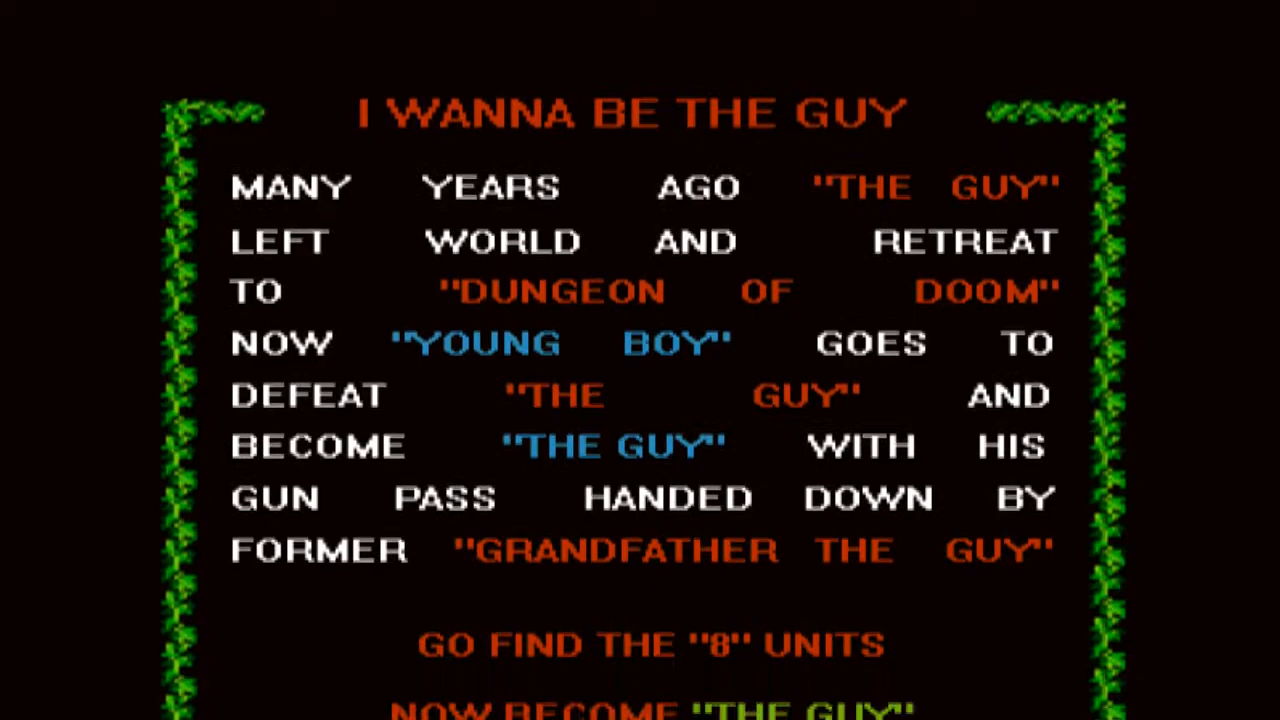 I WANNA BE THE GUY
MANY YEARS AGO "THE GUY"
LEFT WORLD AND RETREAT
TO "DUNGEON OF DOOM"
NOW "YOUNG BOY" GOES TO
DEFEAT "THE GUY" AND
BECOME "THE GUY" WITH HIS
GUN PASS HANDED DOWN BY
FORMER "GRANDFATHER THE GUY"
GO FIND THE "8" UNITS
NOW BECOME "THE GUY"